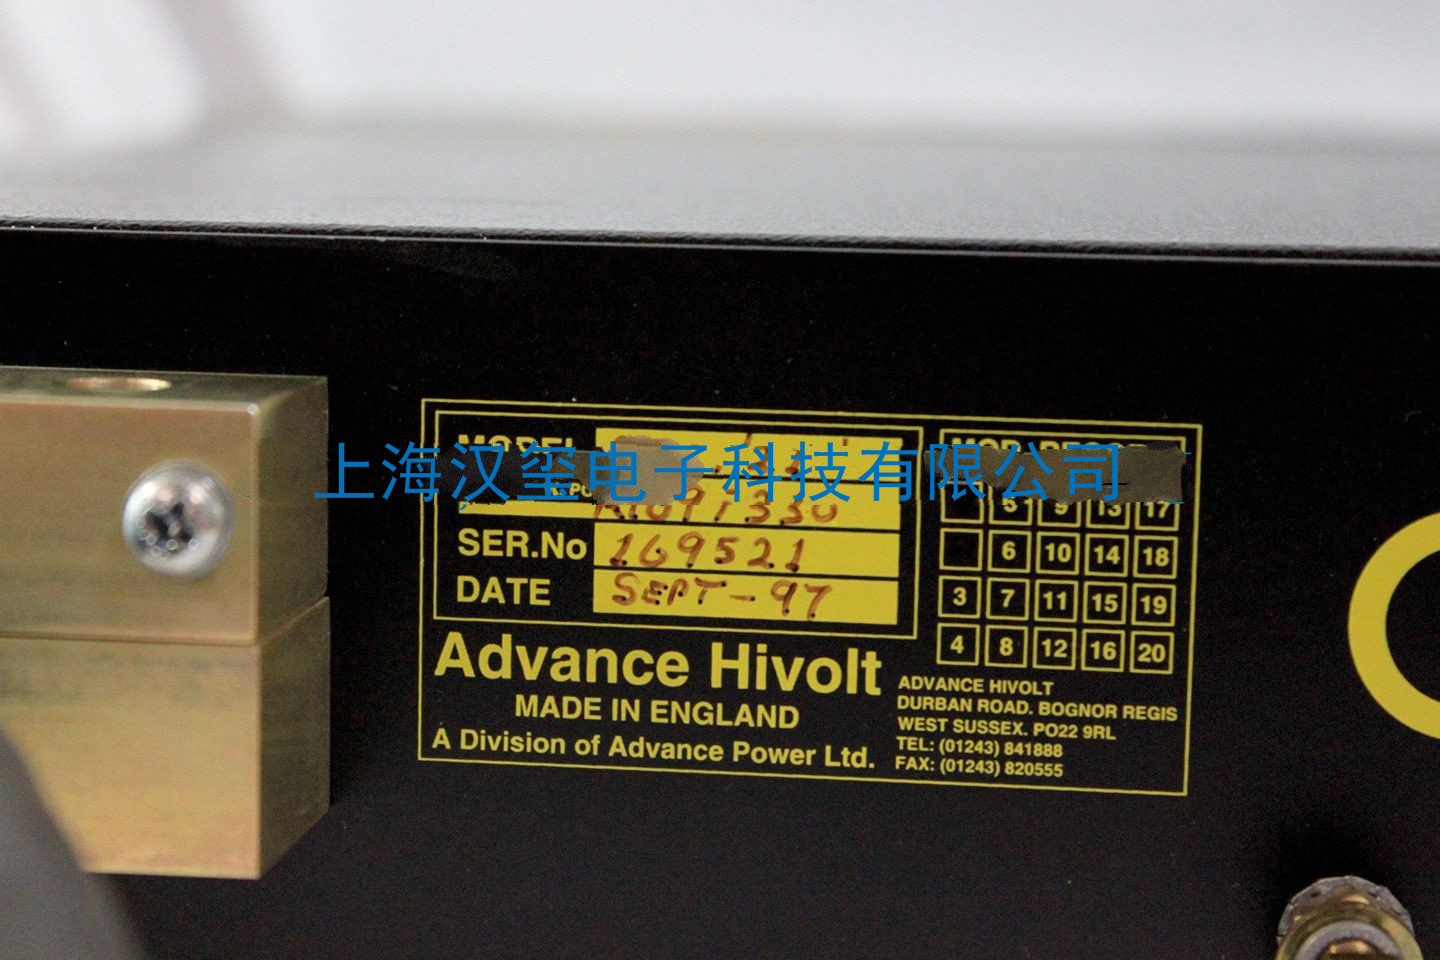 上海汉玺电子科技有限公司
MODEL
SER.No 169521
DATE SEPT-97
5 9 13 17
6 10 14 18
3 7 11 15 19
4 8 12 16 20
Advance Hivolt
MADE IN ENGLAND
A Division of Advance Power Ltd.
ADVANCE HIVOLT
DURBAN ROAD. BOGNOR REGIS
WEST SUSSEX. PO22 9RL
TEL: (01243) 841888
FAX: (01243) 820555